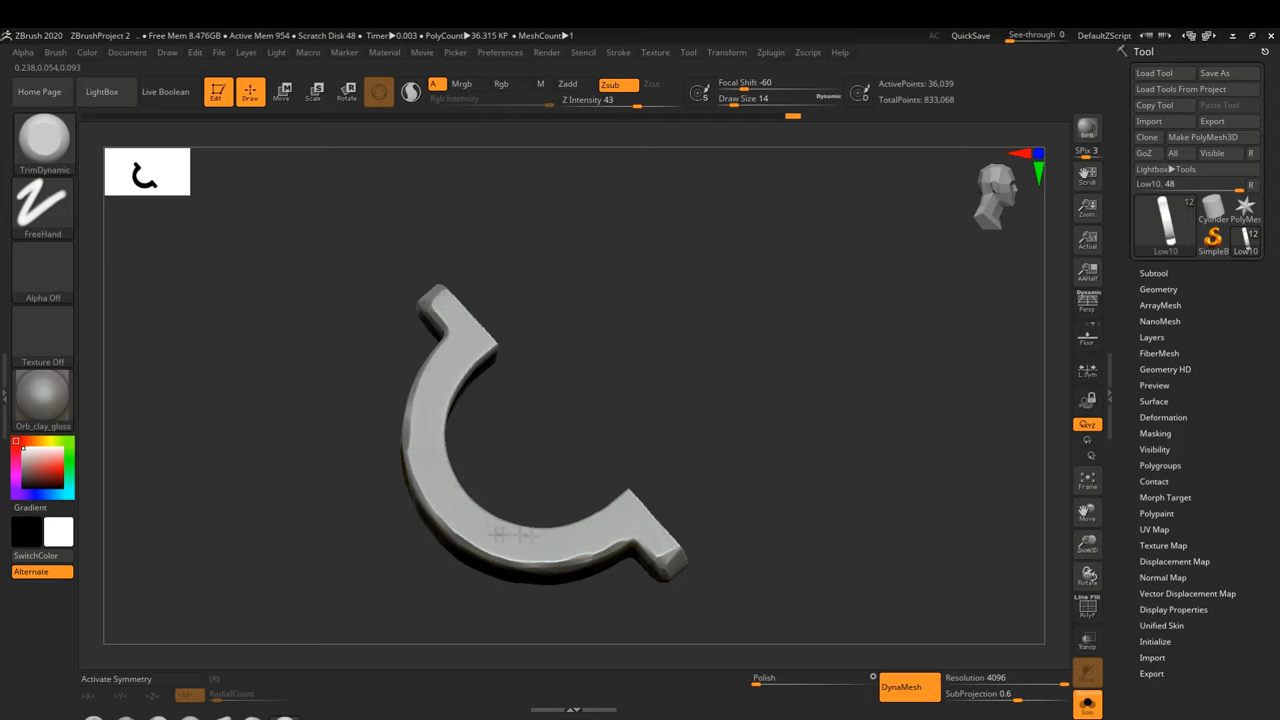 ZBrush 2020 ZBrushProject 2 .. • Free Mem 8.476GB • Active Mem 954 • Scratch Disk 48 • Timer▶0.003 • PolyCount▶36.315 KP • MeshCount▶1 AC QuickSave See-through 0 DefaultZScript
Alpha Brush Color Document Draw Edit File Layer Light Macro Marker Material Movie Picker Preferences Render Stencil Stroke Texture Tool Transform Zplugin Zscript Help
0.238,0.054,0.093
Home Page LightBox Live Boolean Edit Draw Move Scale Rotate
A Mrgb Rgb M Zadd Zsub Zcut
Rgb Intensity Z Intensity 43
Focal Shift -60
Draw Size 14 Dynamic
ActivePoints: 36,039
TotalPoints: 833,068
TrimDynamic
FreeHand
Alpha Off
Texture Off
Orb_clay_gloss
Gradient
SwitchColor
Alternate
BPR
SPix 3
Scroll
Zoom
Actual
AAHalf
Dynamic
Persp
Floor
L.Sym
XYZ
Frame
Move
Zoom3D
Rotate
Line Fill
PolyF
Transp
Solo
Tool
Load Tool Save As
Load Tools From Project
Copy Tool Paste Tool
Import Export
Clone Make PolyMesh3D
GoZ All Visible R
Lightbox▶Tools
Low10. 48 R
12
Low10
Cylinder PolyMes
12
SimpleB Low10
Subtool
Geometry
ArrayMesh
NanoMesh
Layers
FiberMesh
Geometry HD
Preview
Surface
Deformation
Masking
Visibility
Polygroups
Contact
Morph Target
Polypaint
UV Map
Texture Map
Displacement Map
Normal Map
Vector Displacement Map
Display Properties
Unified Skin
Initialize
Import
Export
Activate Symmetry (R)
>X< >Y< >Z< >M< RadialCount
Polish
DynaMesh
Resolution 4096
SubProjection 0.6